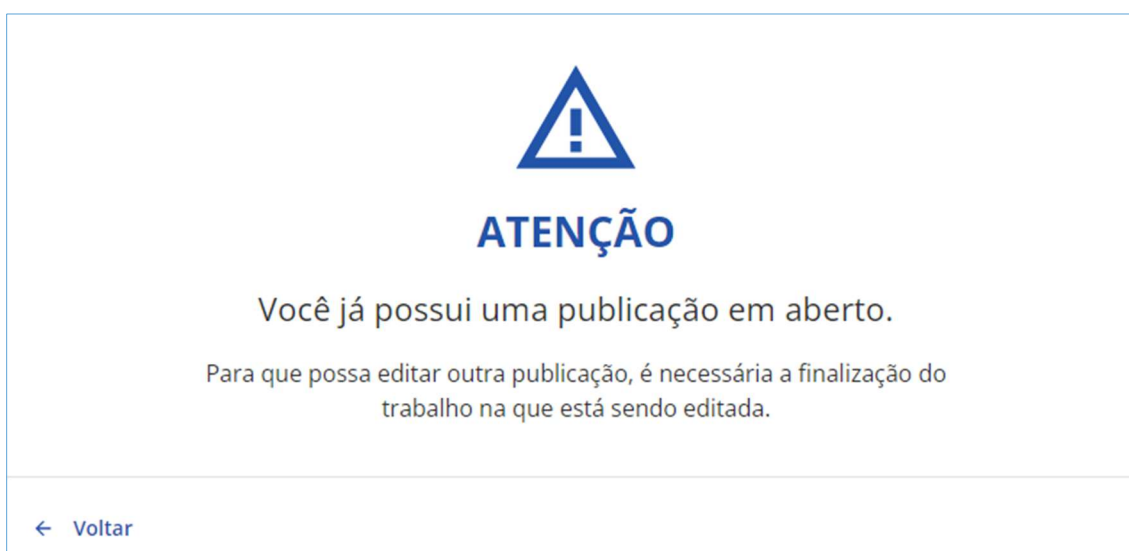 ATENÇÃO
Você já possui uma publicação em aberto.
Para que possa editar outra publicação, é necessária a finalização do
trabalho na que está sendo editada.
← Voltar